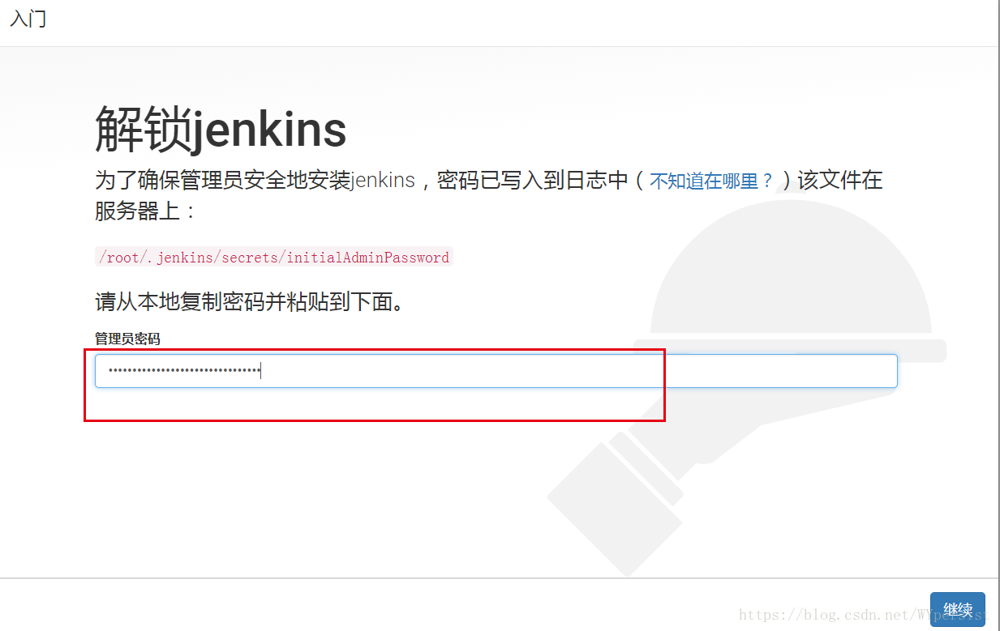 入门
解锁jenkins
为了确保管理员安全地安装jenkins，密码已写入到日志中（不知道在哪里？）该文件在
服务器上：
/root/.jenkins/secrets/initialAdminPassword
请从本地复制密码并粘贴到下面。
管理员密码
••••••••••••••••••••••••••••••••
继续
https://blog.csdn.net/WYpersist